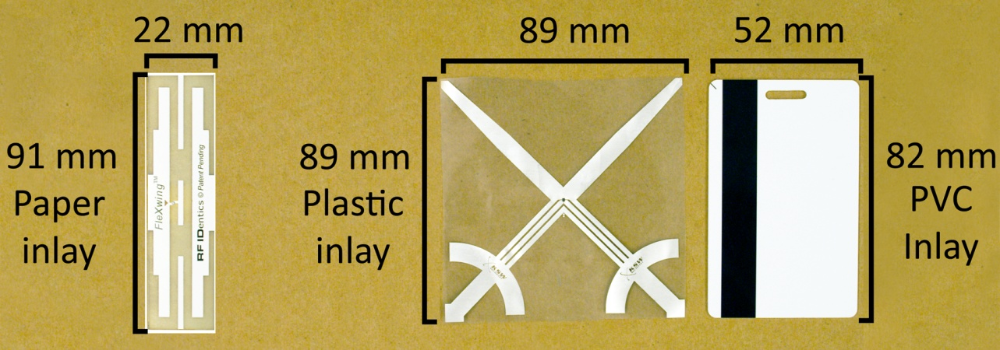 22 mm
89 mm
52 mm
91 mm
Paper
inlay
FleXwing™
RF IDentics © Patent Pending
89 mm
Plastic
inlay
KSW
KSW
82 mm
PVC
Inlay